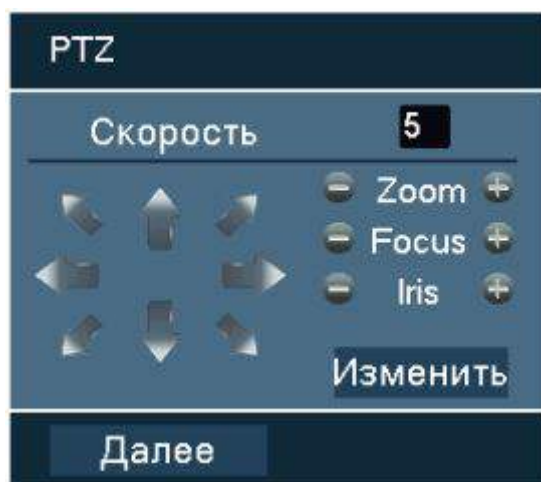 PTZ
Скорость 5
Zoom
Focus
Iris
Изменить
Далее